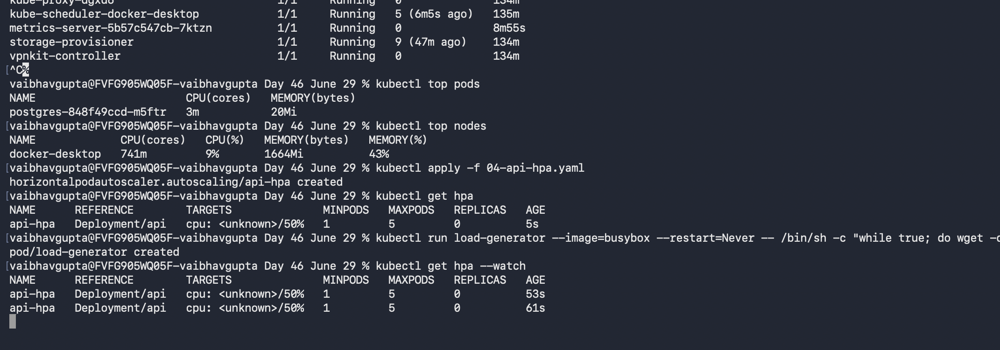 kube-proxy-dgxd6 1/1 Running 0 134m
kube-scheduler-docker-desktop 1/1 Running 5 (6m5s ago) 135m
metrics-server-5b57c547cb-7ktzn 1/1 Running 0 8m55s
storage-provisioner 1/1 Running 9 (47m ago) 134m
vpnkit-controller 1/1 Running 0 134m
[^C%
vaibhavgupta@FVFG905WQ05F-vaibhavgupta Day 46 June 29 % kubectl top pods
NAME CPU(cores) MEMORY(bytes)
postgres-848f49ccd-m5ftr 3m 20Mi
[vaibhavgupta@FVFG905WQ05F-vaibhavgupta Day 46 June 29 % kubectl top nodes
NAME CPU(cores) CPU(%) MEMORY(bytes) MEMORY(%)
docker-desktop 741m 9% 1664Mi 43%
[vaibhavgupta@FVFG905WQ05F-vaibhavgupta Day 46 June 29 % kubectl apply -f 04-api-hpa.yaml
horizontalpodautoscaler.autoscaling/api-hpa created
[vaibhavgupta@FVFG905WQ05F-vaibhavgupta Day 46 June 29 % kubectl get hpa
NAME REFERENCE TARGETS MINPODS MAXPODS REPLICAS AGE
api-hpa Deployment/api cpu: <unknown>/50% 1 5 0 5s
[vaibhavgupta@FVFG905WQ05F-vaibhavgupta Day 46 June 29 % kubectl run load-generator --image=busybox --restart=Never -- /bin/sh -c "while true; do wget
pod/load-generator created
[vaibhavgupta@FVFG905WQ05F-vaibhavgupta Day 46 June 29 % kubectl get hpa --watch
NAME REFERENCE TARGETS MINPODS MAXPODS REPLICAS AGE
api-hpa Deployment/api cpu: <unknown>/50% 1 5 0 53s
api-hpa Deployment/api cpu: <unknown>/50% 1 5 0 61s